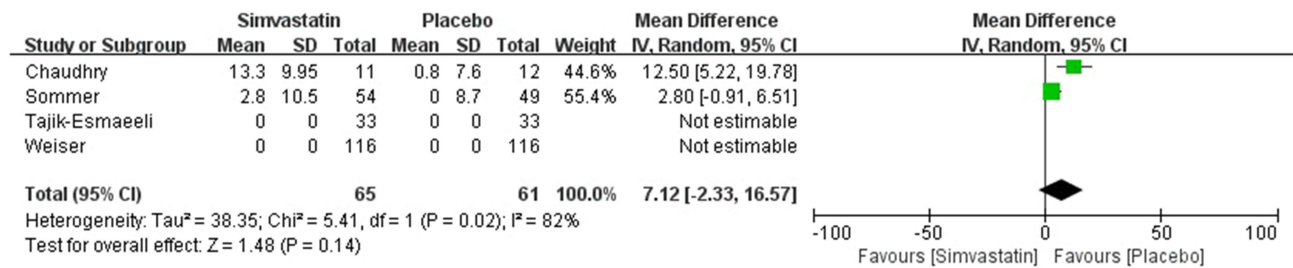 Simvastatin Placebo Mean Difference Mean Difference
Study or Subgroup Mean SD Total Mean SD Total Weight IV, Random, 95% CI IV, Random, 95% CI
Chaudhry 13.3 9.95 11 0.8 7.6 12 44.6% 12.50 [5.22, 19.78]
Sommer 2.8 10.5 54 0 8.7 49 55.4% 2.80 [-0.91, 6.51]
Tajik-Esmaeeli 0 0 33 0 0 33 Not estimable
Weiser 0 0 116 0 0 116 Not estimable
Total (95% CI) 65 61 100.0% 7.12 [-2.33, 16.57]
Heterogeneity: Tau² = 38.35; Chi² = 5.41, df = 1 (P = 0.02); I² = 82%
Test for overall effect: Z = 1.48 (P = 0.14)
-100 -50 0 50 100
Favours [Simvastatin] Favours [Placebo]